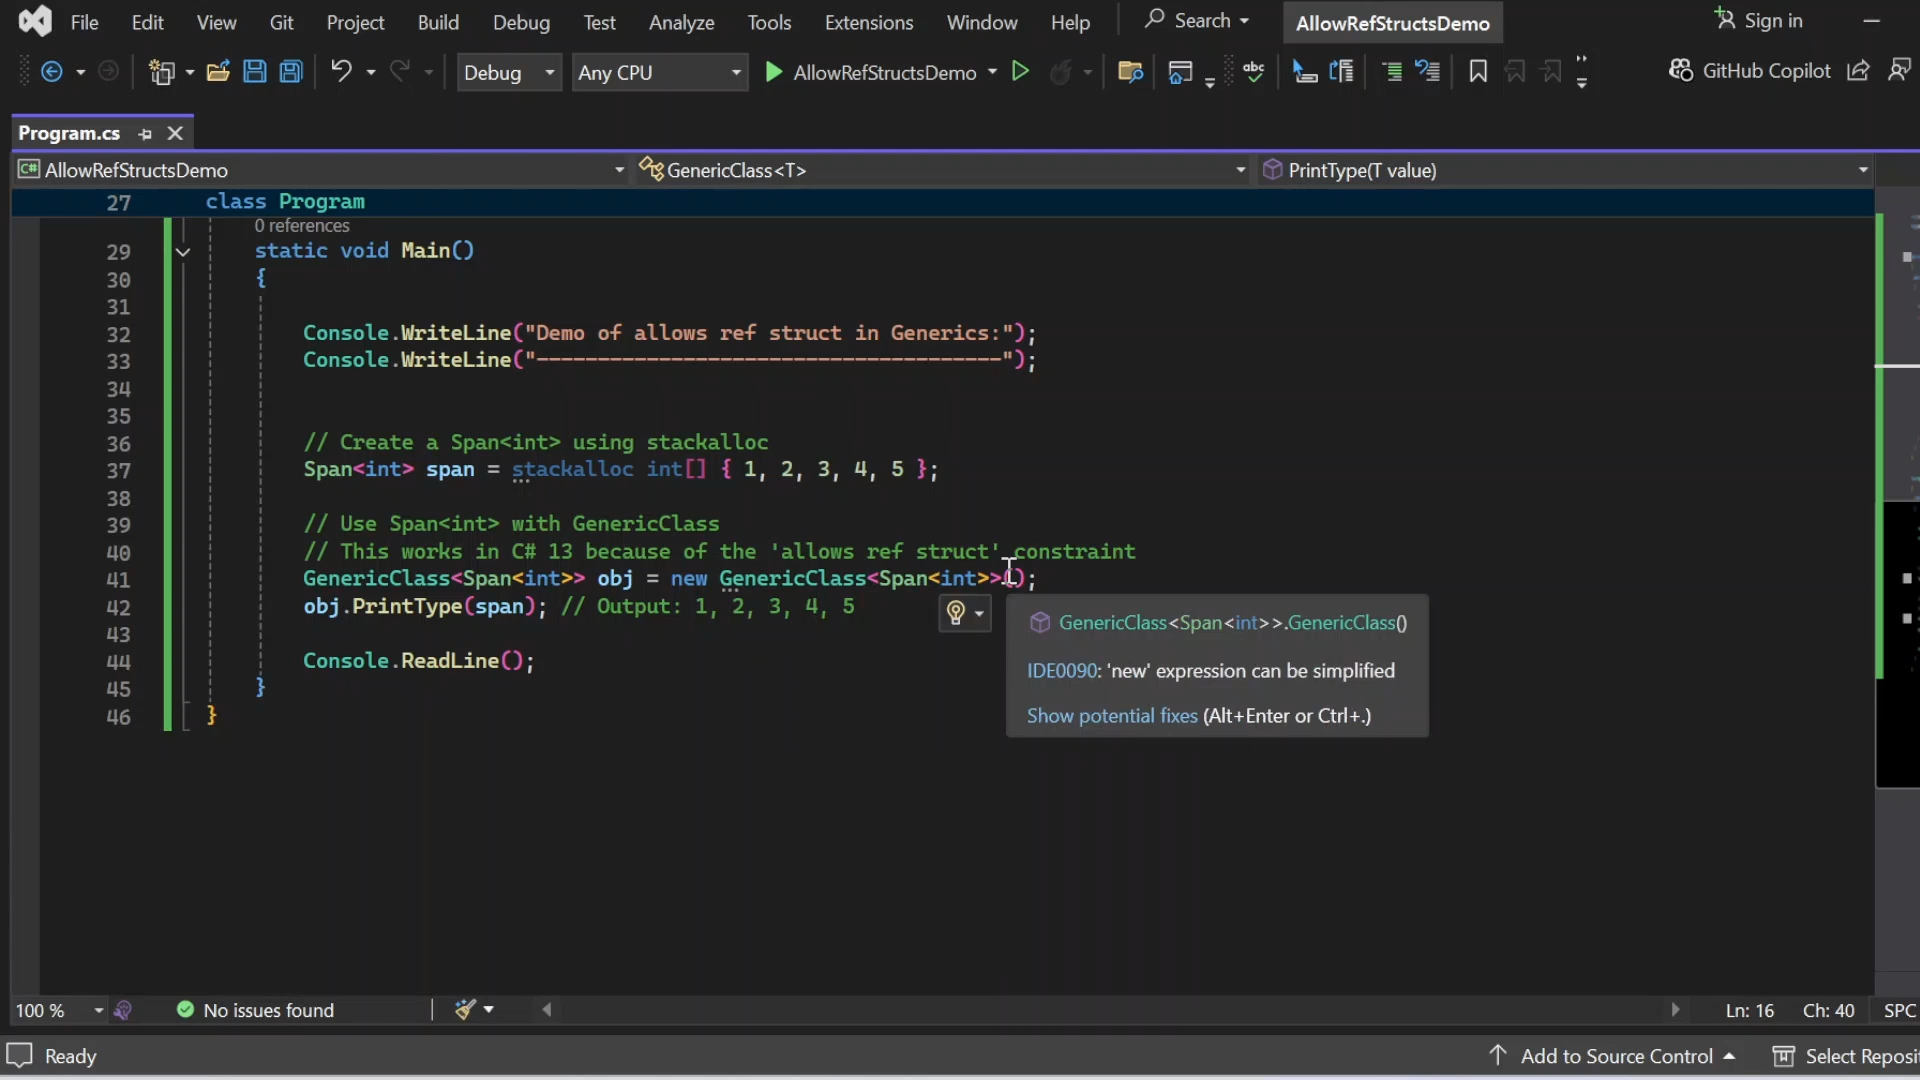 File Edit View Git Project Build Debug Test Analyze Tools Extensions Window Help Search AllowRefStructsDemo Sign in
Debug Any CPU AllowRefStructsDemo GitHub Copilot
Program.cs
C# AllowRefStructsDemo GenericClass<T> PrintType(T value)
27 class Program
0 references
29 static void Main()
30 {
31
32 Console.WriteLine("Demo of allows ref struct in Generics:");
33 Console.WriteLine("--------------------------------------");
34
35
36 // Create a Span<int> using stackalloc
37 Span<int> span = stackalloc int[] { 1, 2, 3, 4, 5 };
38
39 // Use Span<int> with GenericClass
40 // This works in C# 13 because of the 'allows ref struct' constraint
41 GenericClass<Span<int>> obj = new GenericClass<Span<int>>();
42 obj.PrintType(span); // Output: 1, 2, 3, 4, 5
43
GenericClass<Span<int>>.GenericClass()
44 Console.ReadLine();
IDE0090: 'new' expression can be simplified
45 }
46 }
Show potential fixes (Alt+Enter or Ctrl+.)
100 % No issues found Ln: 16 Ch: 40 SPC
Ready Add to Source Control Select Reposit